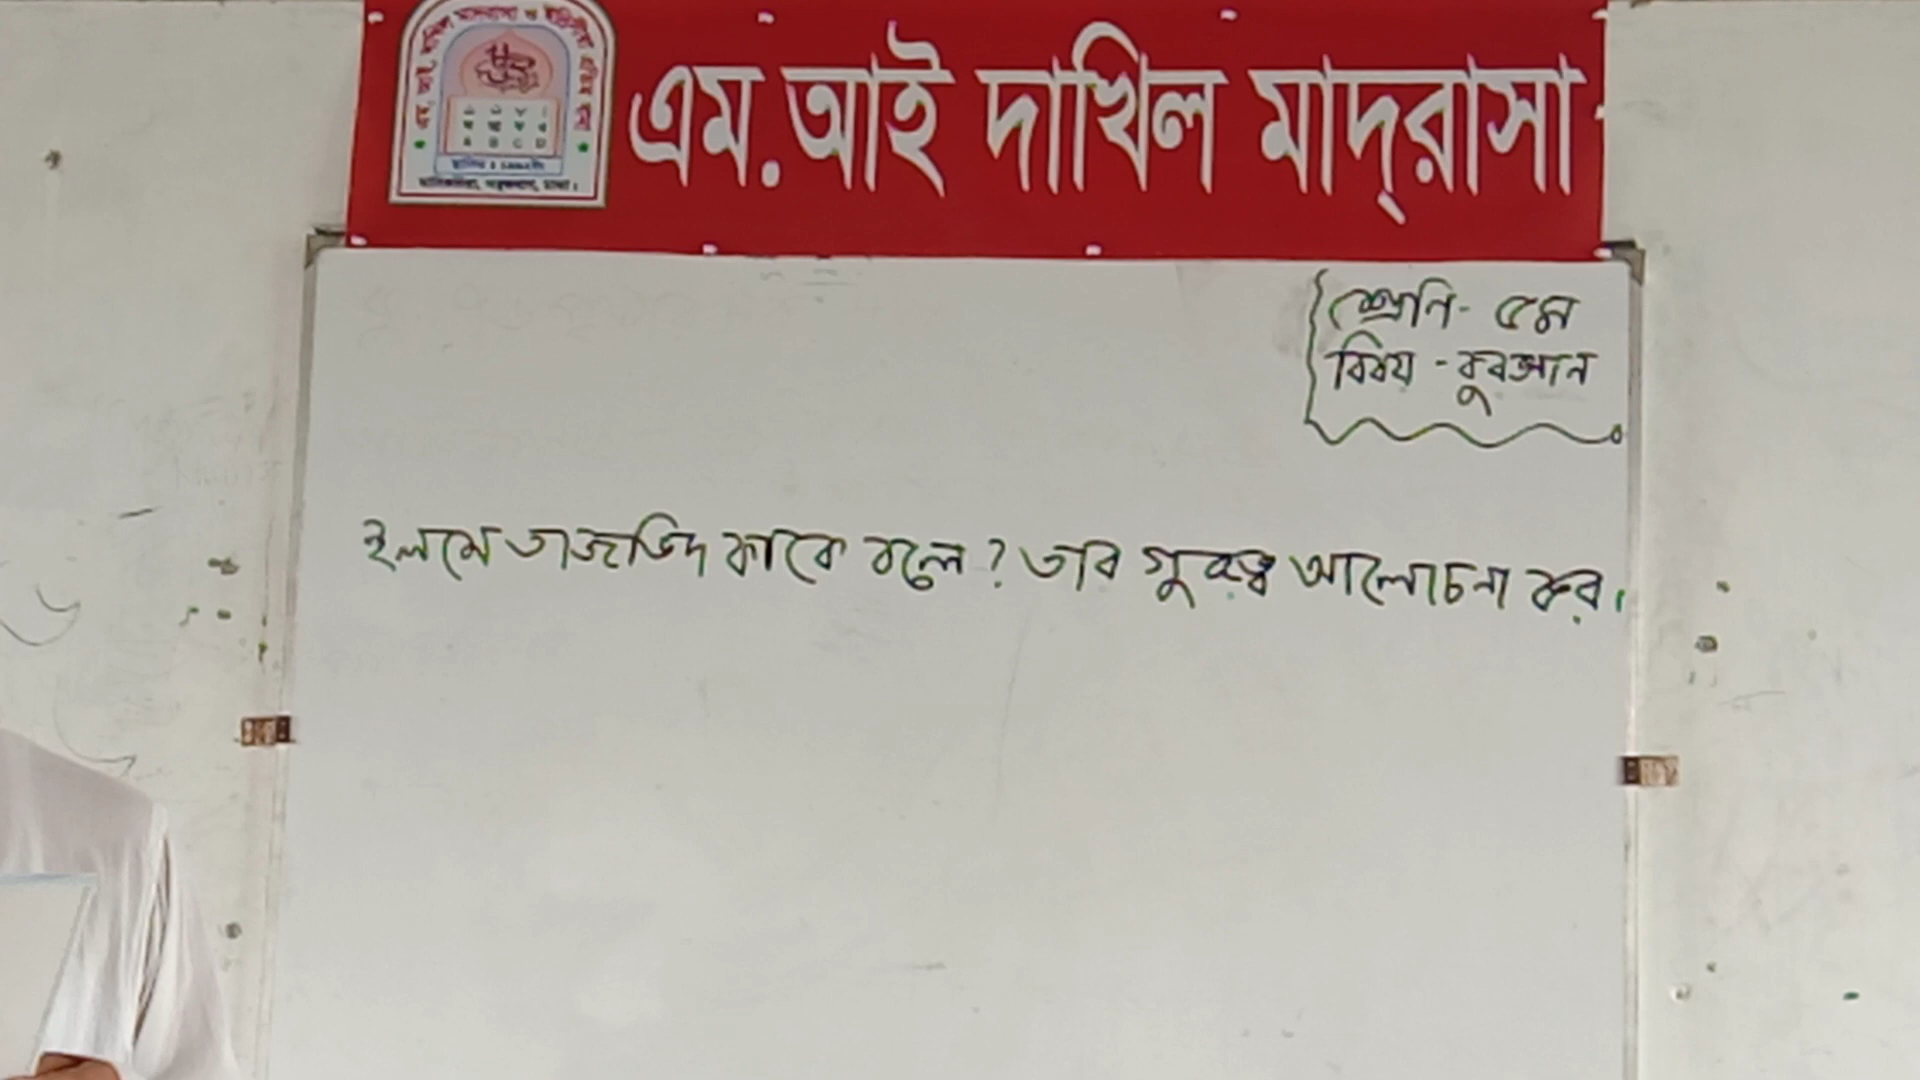 এম.আই দাখিল মাদ্‌রাসা
শ্রেণি- ৫ম
বিষয় - কুরআন
ইলমে তাজভিদ কাকে বলে? তার গুরুত্ব আলোচনা কর।